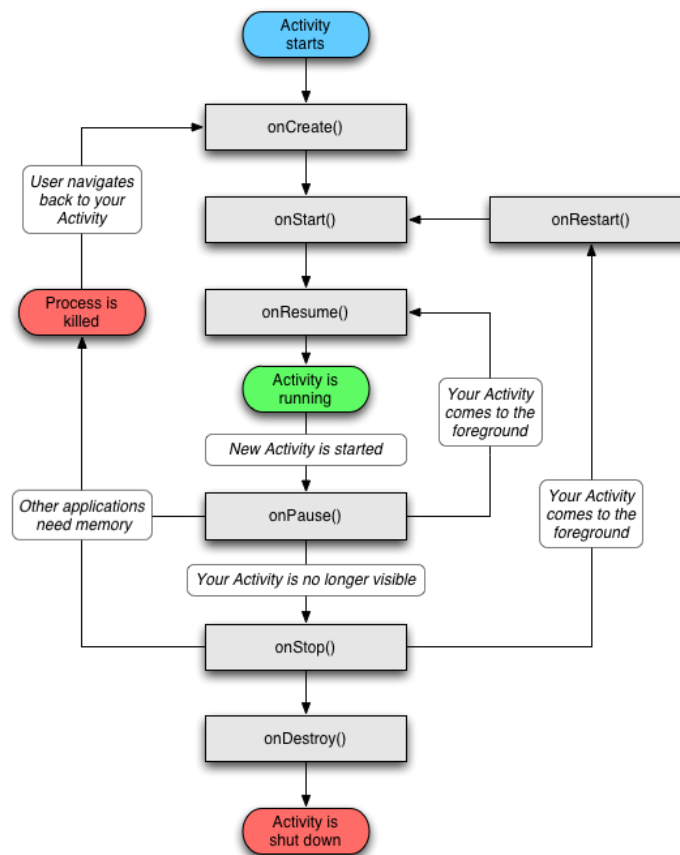 Activity
starts
onCreate()
User navigates
back to your
Activity
onStart()
onRestart()
Process is
killed
onResume()
Activity is
running
Your Activity
comes to the
foreground
New Activity is started
Other applications
need memory
onPause()
Your Activity
comes to the
foreground
Your Activity is no longer visible
onStop()
onDestroy()
Activity is
shut down